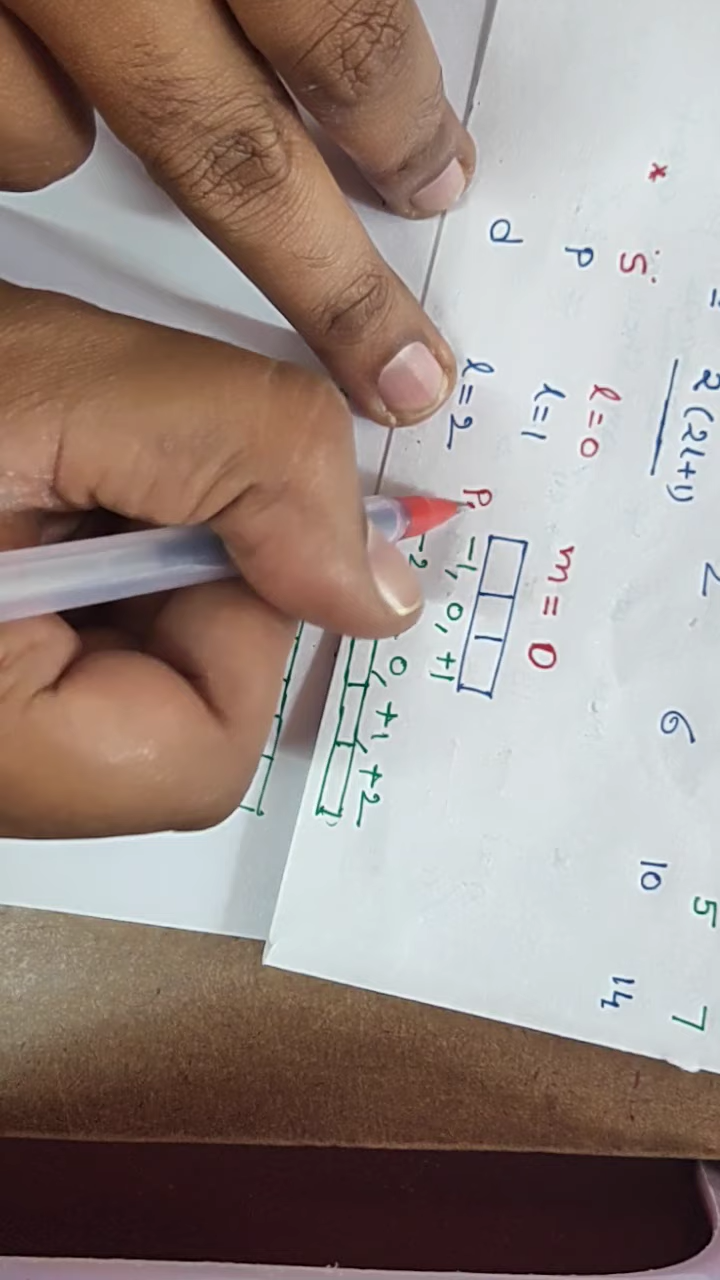 5 7
= 2(2l+1) 2 6 10 14
* s l=0 m = 0
p l=1
-1, 0, +1
d l=2
-2 0, +1, +2